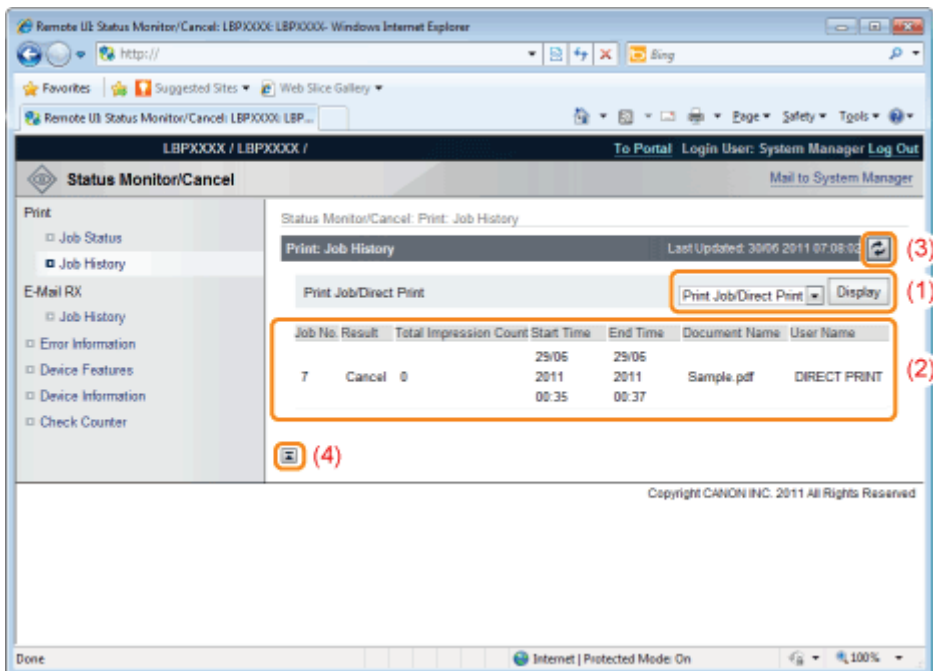 Remote UI: Status Monitor/Cancel: LBPXXXX: LBPXXXX- Windows Internet Explorer
http://
Bing
Favorites Suggested Sites Web Slice Gallery
Remote UI: Status Monitor/Cancel: LBPXXXX: LBP...
Page Safety Tools
LBPXXXX / LBPXXXX /
To Portal Login User: System Manager Log Out
Status Monitor/Cancel
Mail to System Manager
Print
Job Status
Job History
E-Mail RX
Job History
Error Information
Device Features
Device Information
Check Counter
Status Monitor/Cancel: Print: Job History
Print: Job History
Last Updated: 30/06 2011 07:08:02
(3)
Print Job/Direct Print
Print Job/Direct Print Display
(1)
Job No. Result Total Impression Count Start Time End Time Document Name User Name
29/06 29/06
7 Cancel 0 2011 2011 Sample.pdf DIRECT PRINT
00:35 00:37
(2)
(4)
Copyright CANON INC. 2011 All Rights Reserved
Done
Internet | Protected Mode: On
100%